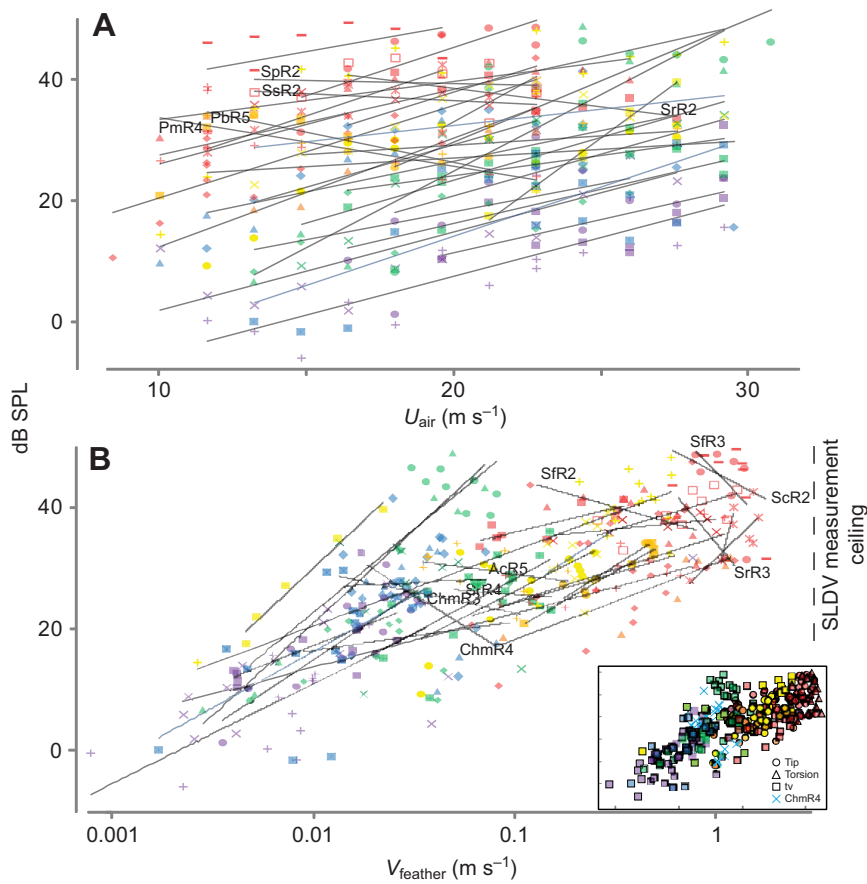 A
40
20
0
SpR2
SsR2
PmR4
PbR5
SrR2
10
20
30
Uair (m s–1)
dB SPL
B
40
20
0
SfR3
SfR2
ScR2
AcR5
SrR4
ChmR3
SrR3
ChmR4
SLDV measurement
ceiling
Tip
Torsion
tv
ChmR4
0.001
0.01
0.1
1
Vfeather (m s–1)